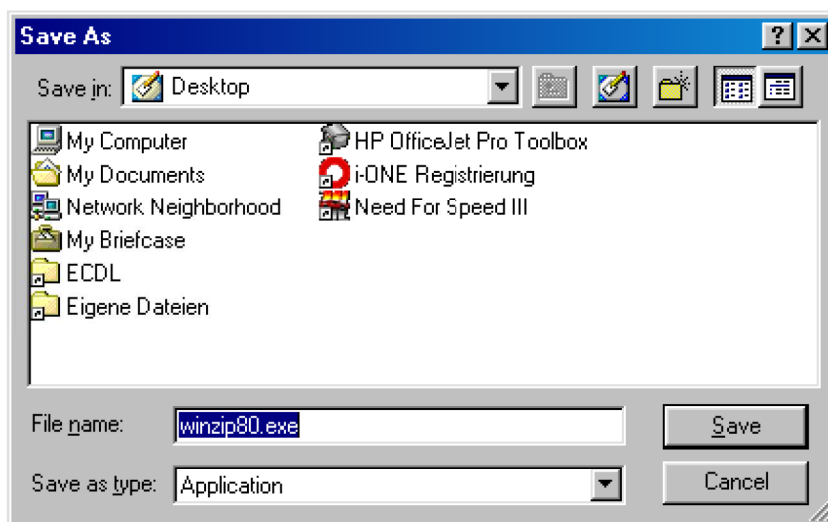 Save As
Save in: Desktop
My Computer
My Documents
Network Neighborhood
My Briefcase
ECDL
Eigene Dateien
HP OfficeJet Pro Toolbox
i-ONE Registrierung
Need For Speed III
File name: winzip80.exe
Save
Save as type: Application
Cancel